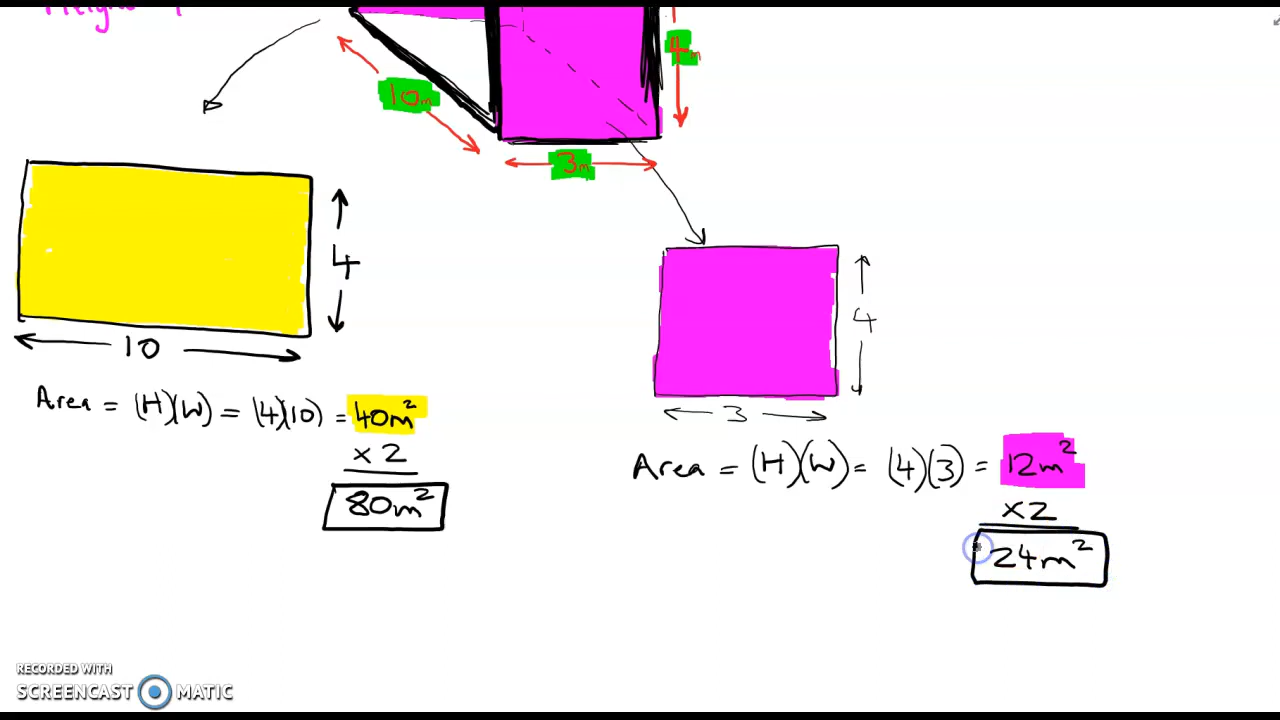 4m
10m
3m
4
10
Area = (H)(W) = (4)(10) = 40m²
x 2
80m²
4
3
Area = (H)(W) = (4)(3) = 12m²
x 2
24m²
RECORDED WITH
SCREENCAST MATIC